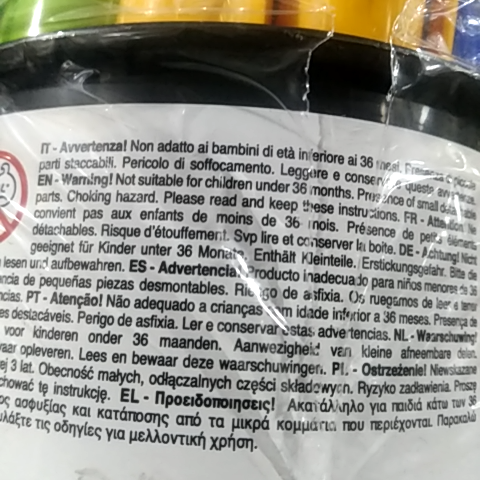 IT - Avvertenza! Non adatto ai bambini di età inferiore ai 36 mesi. Presenza di piccole
parti staccabili. Pericolo di soffocamento. Leggere e conservare queste avvertenze.
EN - Warning! Not suitable for children under 36 months. Presence of small detachable
parts. Choking hazard. Please read and keep these instructions. FR - Attention! Ne
convient pas aux enfants de moins de 36 mois. Présence de petits éléments
détachables. Risque d'étouffement. Svp lire et conserver la boîte. DE - Achtung! Nicht
geeignet für Kinder unter 36 Monate. Enthält Kleinteile. Erstickungsgefahr. Bitte die
lesen und aufbewahren. ES - Advertencia! Producto inadecuado para niños menores de 36
de pequeñas piezas desmontables. Riesgo de asfixia. Os ruegamos de leer e tener
PT - Atenção! Não adequado a crianças com idade inferior a 36 meses. Presença de
destacáveis. Perigo de asfixia. Ler e conservar estas advertencias. NL - Waarschuwing!
voor kinderen onder 36 maanden. Aanwezigheid van kleine afneembare delen.
opleveren. Lees en bewaar deze waarschuwingen. PL - Ostrzeżenie! Niewskazane
3 lat. Obecność małych, odłączalnych części składowych. Ryzyko zadławienia. Proszę
tę instrukcję. EL - Προειδοποιησεις! Ακατάλληλο για παιδιά κάτω των 36
ασφυξίας και κατάποσης από τα μικρά κομμάτια που περιέχονται. Παρακαλώ
τις οδηγίες για μελλοντική χρήση.